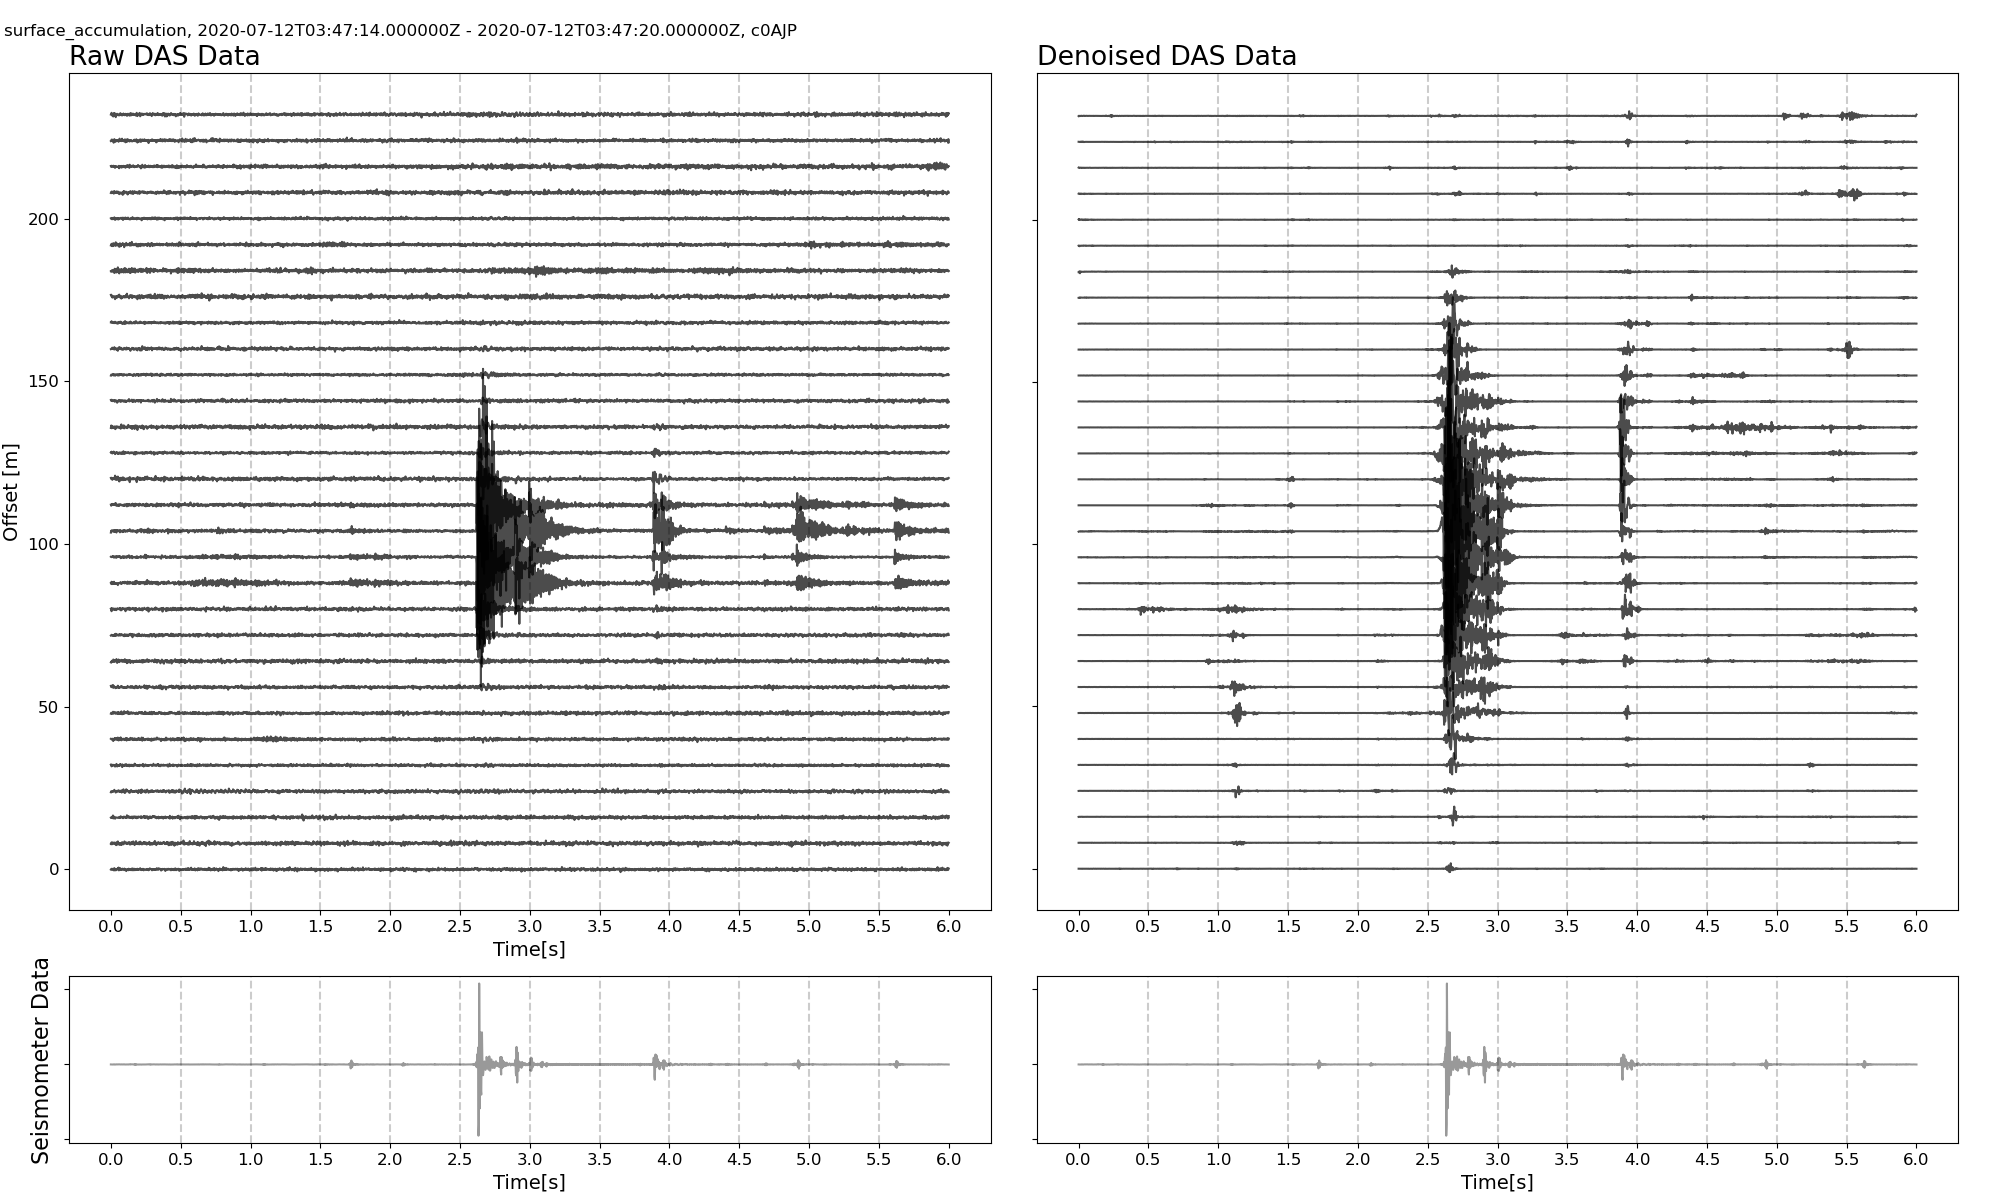 surface_accumulation, 2020-07-12T03:47:14.000000Z - 2020-07-12T03:47:20.000000Z, c0AJP
Raw DAS Data
Denoised DAS Data
Offset [m]
200
150
100
50
0
0.0 0.5 1.0 1.5 2.0 2.5 3.0 3.5 4.0 4.5 5.0 5.5 6.0
Time[s]
0.0 0.5 1.0 1.5 2.0 2.5 3.0 3.5 4.0 4.5 5.0 5.5 6.0
Seismometer Data
0.0 0.5 1.0 1.5 2.0 2.5 3.0 3.5 4.0 4.5 5.0 5.5 6.0
Time[s]
0.0 0.5 1.0 1.5 2.0 2.5 3.0 3.5 4.0 4.5 5.0 5.5 6.0
Time[s]